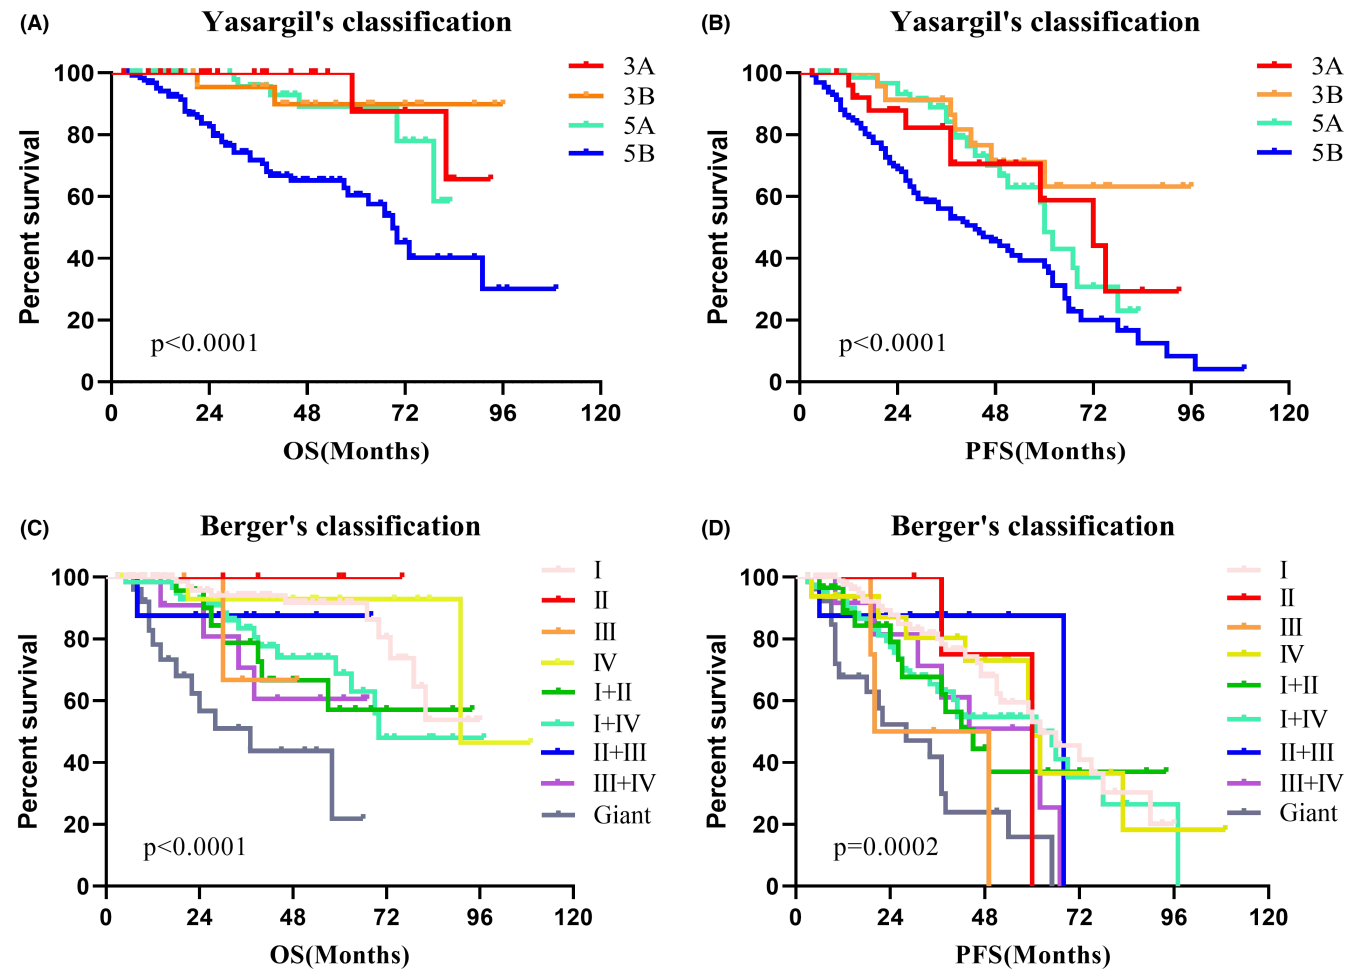 (A)
Yasargil's classification
3A
3B
5A
5B
100
80
60
40
20
0
Percent survival
p<0.0001
0 24 48 72 96 120
OS(Months)
(B)
Yasargil's classification
3A
3B
5A
5B
100
80
60
40
20
0
Percent survival
p<0.0001
0 24 48 72 96 120
PFS(Months)
(C)
Berger's classification
I
II
III
IV
I+II
I+IV
II+III
III+IV
Giant
100
80
60
40
20
0
Percent survival
p<0.0001
0 24 48 72 96 120
OS(Months)
(D)
Berger's classification
I
II
III
IV
I+II
I+IV
II+III
III+IV
Giant
100
80
60
40
20
0
Percent survival
p=0.0002
0 24 48 72 96 120
PFS(Months)